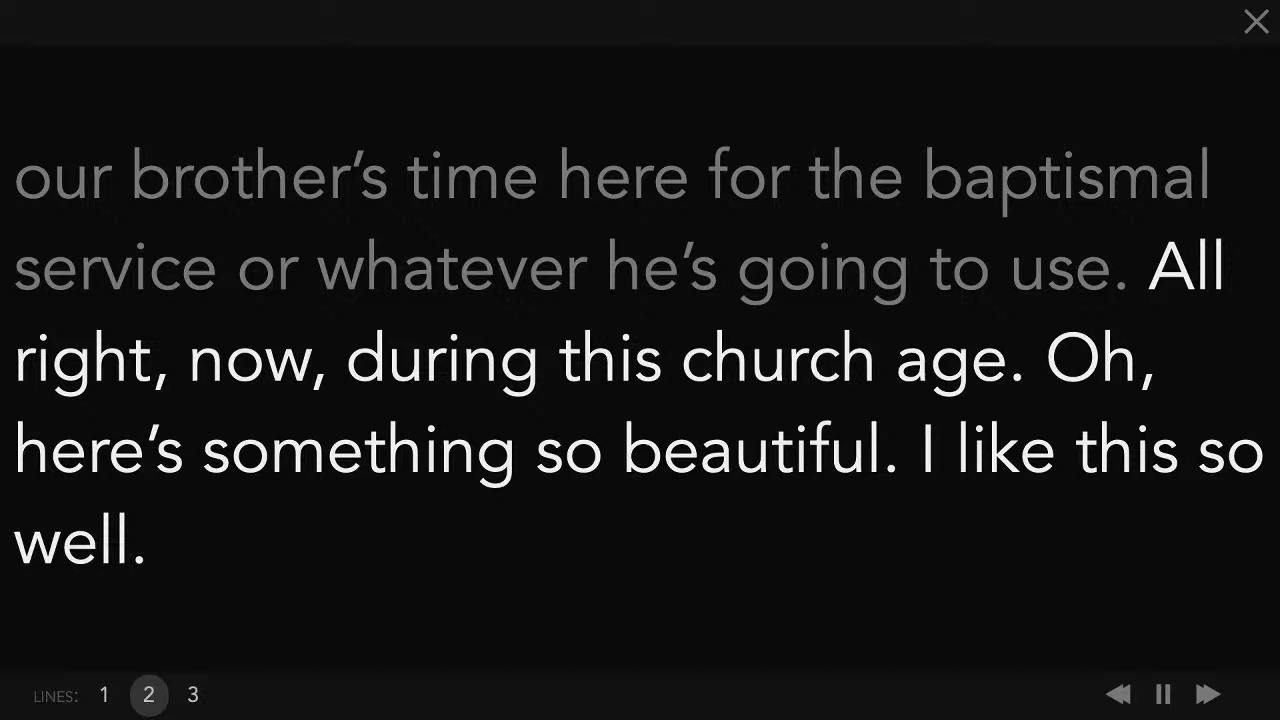 our brother’s time here for the baptismal
service or whatever he’s going to use. All
right, now, during this church age. Oh,
here’s something so beautiful. I like this so
well.
LINES: 1 2 3